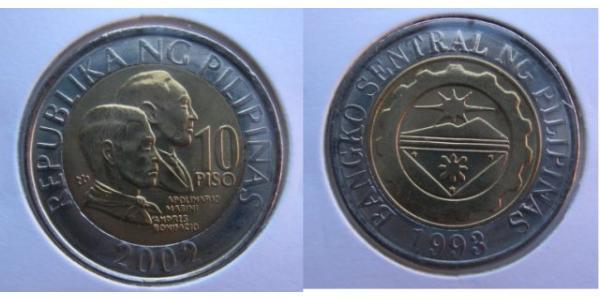 REPUBLIKA NG PILIPINAS
10
PISO
APOLINARIO
MABINI
ANDRES
BONIFACIO
2002
BANGKO SENTRAL NG PILIPINAS
1993